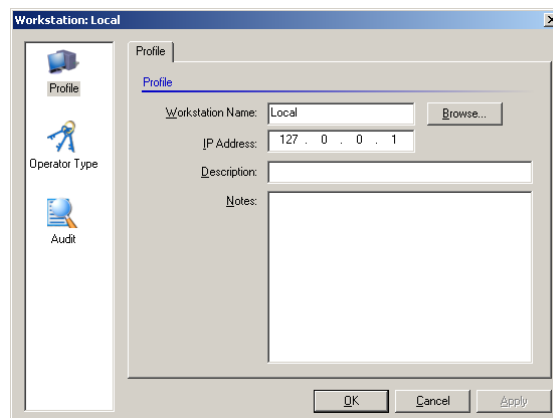 Workstation: Local
Profile
Operator Type
Audit
Profile
Profile
Workstation Name: Local Browse...
IP Address: 127 . 0 . 0 . 1
Description:
Notes:
OK Cancel Apply